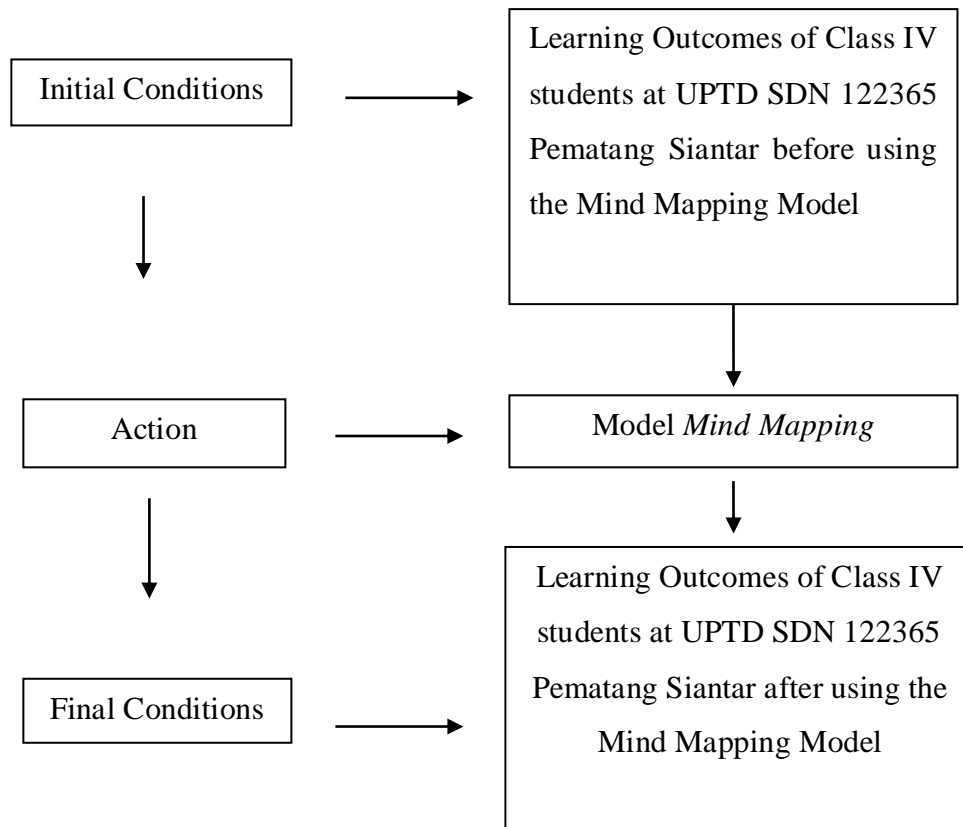 Initial Conditions
Learning Outcomes of Class IV
students at UPTD SDN 122365
Pematang Siantar before using
the Mind Mapping Model
Action
Model Mind Mapping
Final Conditions
Learning Outcomes of Class IV
students at UPTD SDN 122365
Pematang Siantar after using the
Mind Mapping Model